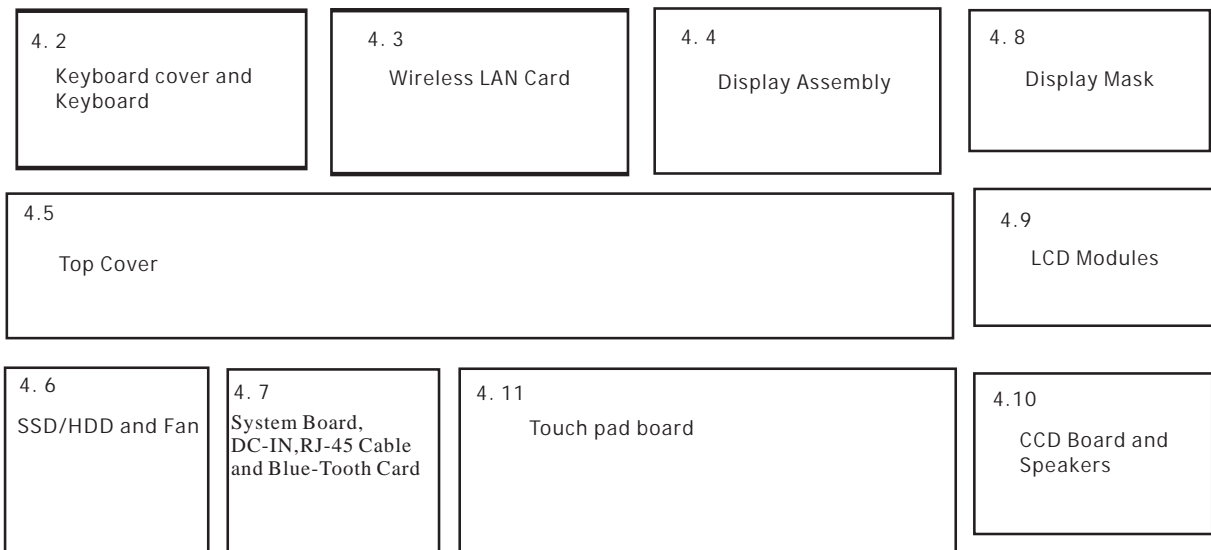 4. 2
Keyboard cover and
Keyboard
4. 3
Wireless LAN Card
4. 4
Display Assembly
4. 8
Display Mask
4.5
Top Cover
4.9
LCD Modules
4. 6
SSD/HDD and Fan
4. 7
System Board,
DC-IN,RJ-45 Cable
and Blue-Tooth Card
4. 11
Touch pad board
4.10
CCD Board and
Speakers